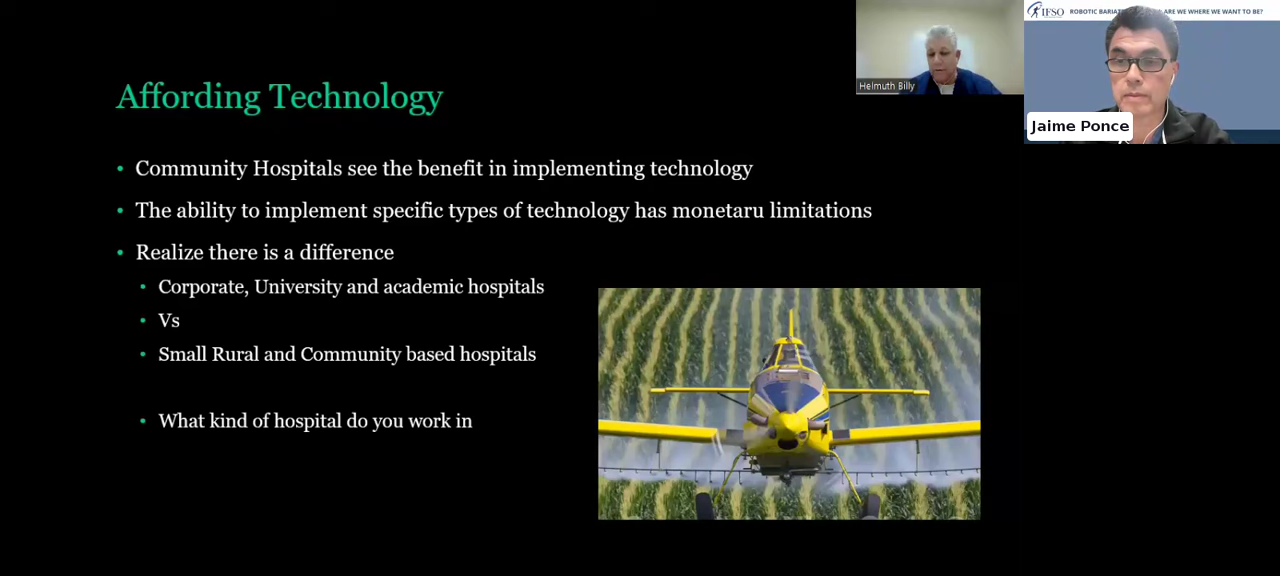 Affording Technology
• Community Hospitals see the benefit in implementing technology
• The ability to implement specific types of technology has monetaru limitations
• Realize there is a difference
• Corporate, University and academic hospitals
• Vs
• Small Rural and Community based hospitals
• What kind of hospital do you work in
Helmuth Billy
IFSO
ROBOTIC BARIAT
ARE WE WHERE WE WANT TO BE?
Jaime Ponce